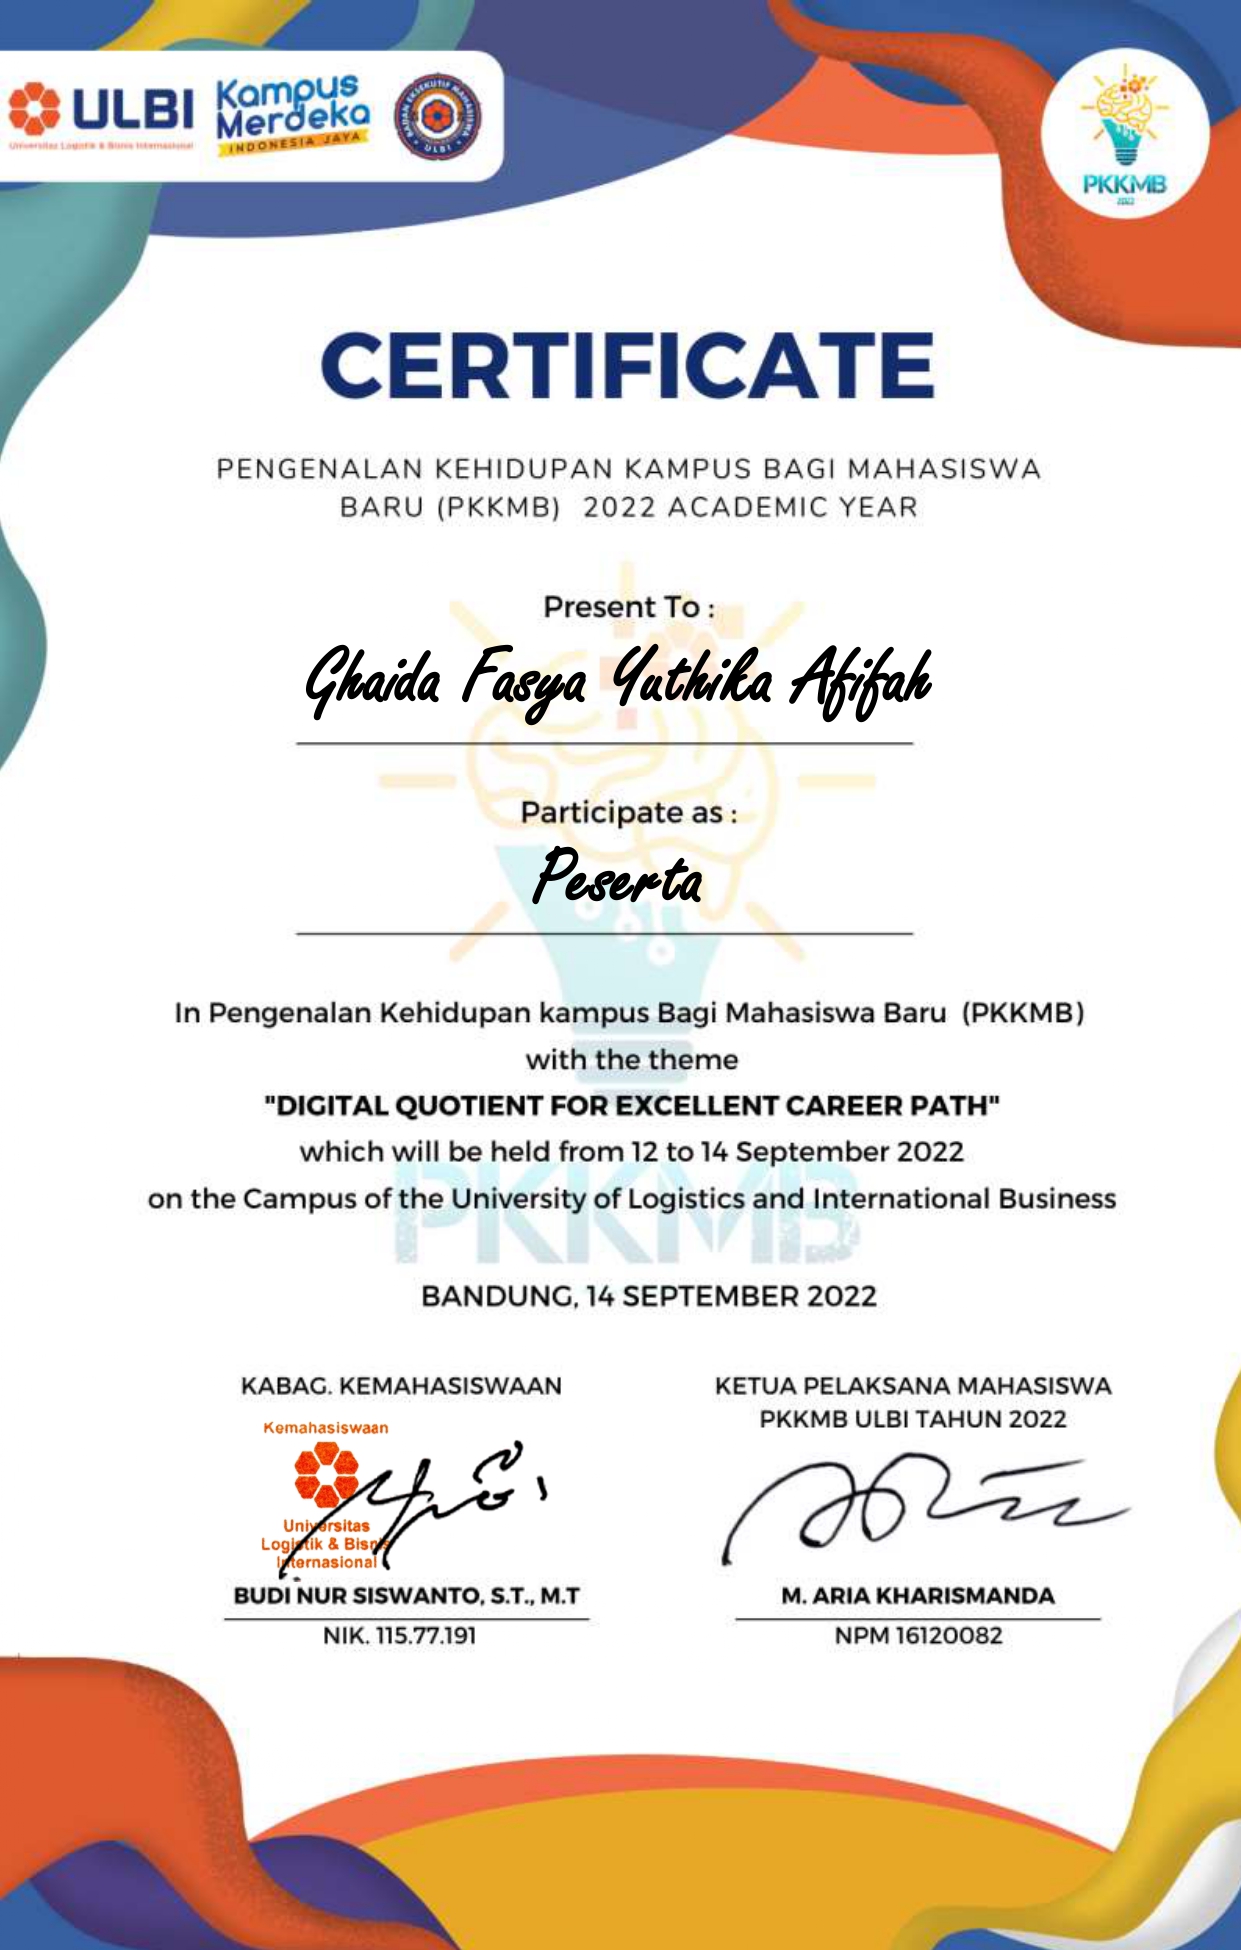 ULBI
Universitas Logistik & Bisnis Internasional
Kampus
Merdeka
INDONESIA JAYA
BADAN EKSEKUTIF MAHASISWA
ULBI
PKKMB
2022
CERTIFICATE
PENGENALAN KEHIDUPAN KAMPUS BAGI MAHASISWA
BARU (PKKMB) 2022 ACADEMIC YEAR
Present To :
Ghaida Fasya Yuthika Afifah
Participate as :
Peserta
In Pengenalan Kehidupan kampus Bagi Mahasiswa Baru (PKKMB)
with the theme
"DIGITAL QUOTIENT FOR EXCELLENT CAREER PATH"
which will be held from 12 to 14 September 2022
on the Campus of the University of Logistics and International Business
PKKMB
BANDUNG, 14 SEPTEMBER 2022
KABAG. KEMAHASISWAAN
Kemahasiswaan
Universitas
Logistik & Bisnis
Internasional
BUDI NUR SISWANTO, S.T., M.T
NIK. 115.77.191
KETUA PELAKSANA MAHASISWA
PKKMB ULBI TAHUN 2022
M. ARIA KHARISMANDA
NPM 16120082